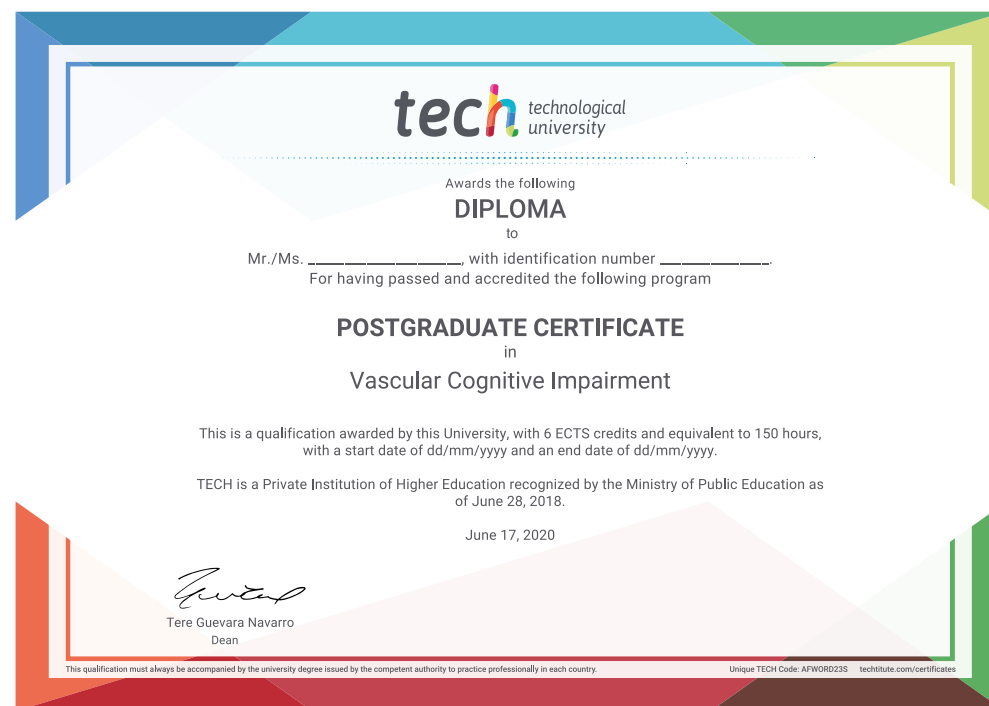 tech technological
university
Awards the following
DIPLOMA
to
Mr./Ms. ____________________, with identification number ______________.
For having passed and accredited the following program
POSTGRADUATE CERTIFICATE
in
Vascular Cognitive Impairment
This is a qualification awarded by this University, with 6 ECTS credits and equivalent to 150 hours,
with a start date of dd/mm/yyyy and an end date of dd/mm/yyyy.
TECH is a Private Institution of Higher Education recognized by the Ministry of Public Education as
of June 28, 2018.
June 17, 2020
Tere Guevara Navarro
Dean
This qualification must always be accompanied by the university degree issued by the competent authority to practice professionally in each country. Unique TECH Code: AFWORD23S techtitute.com/certificates